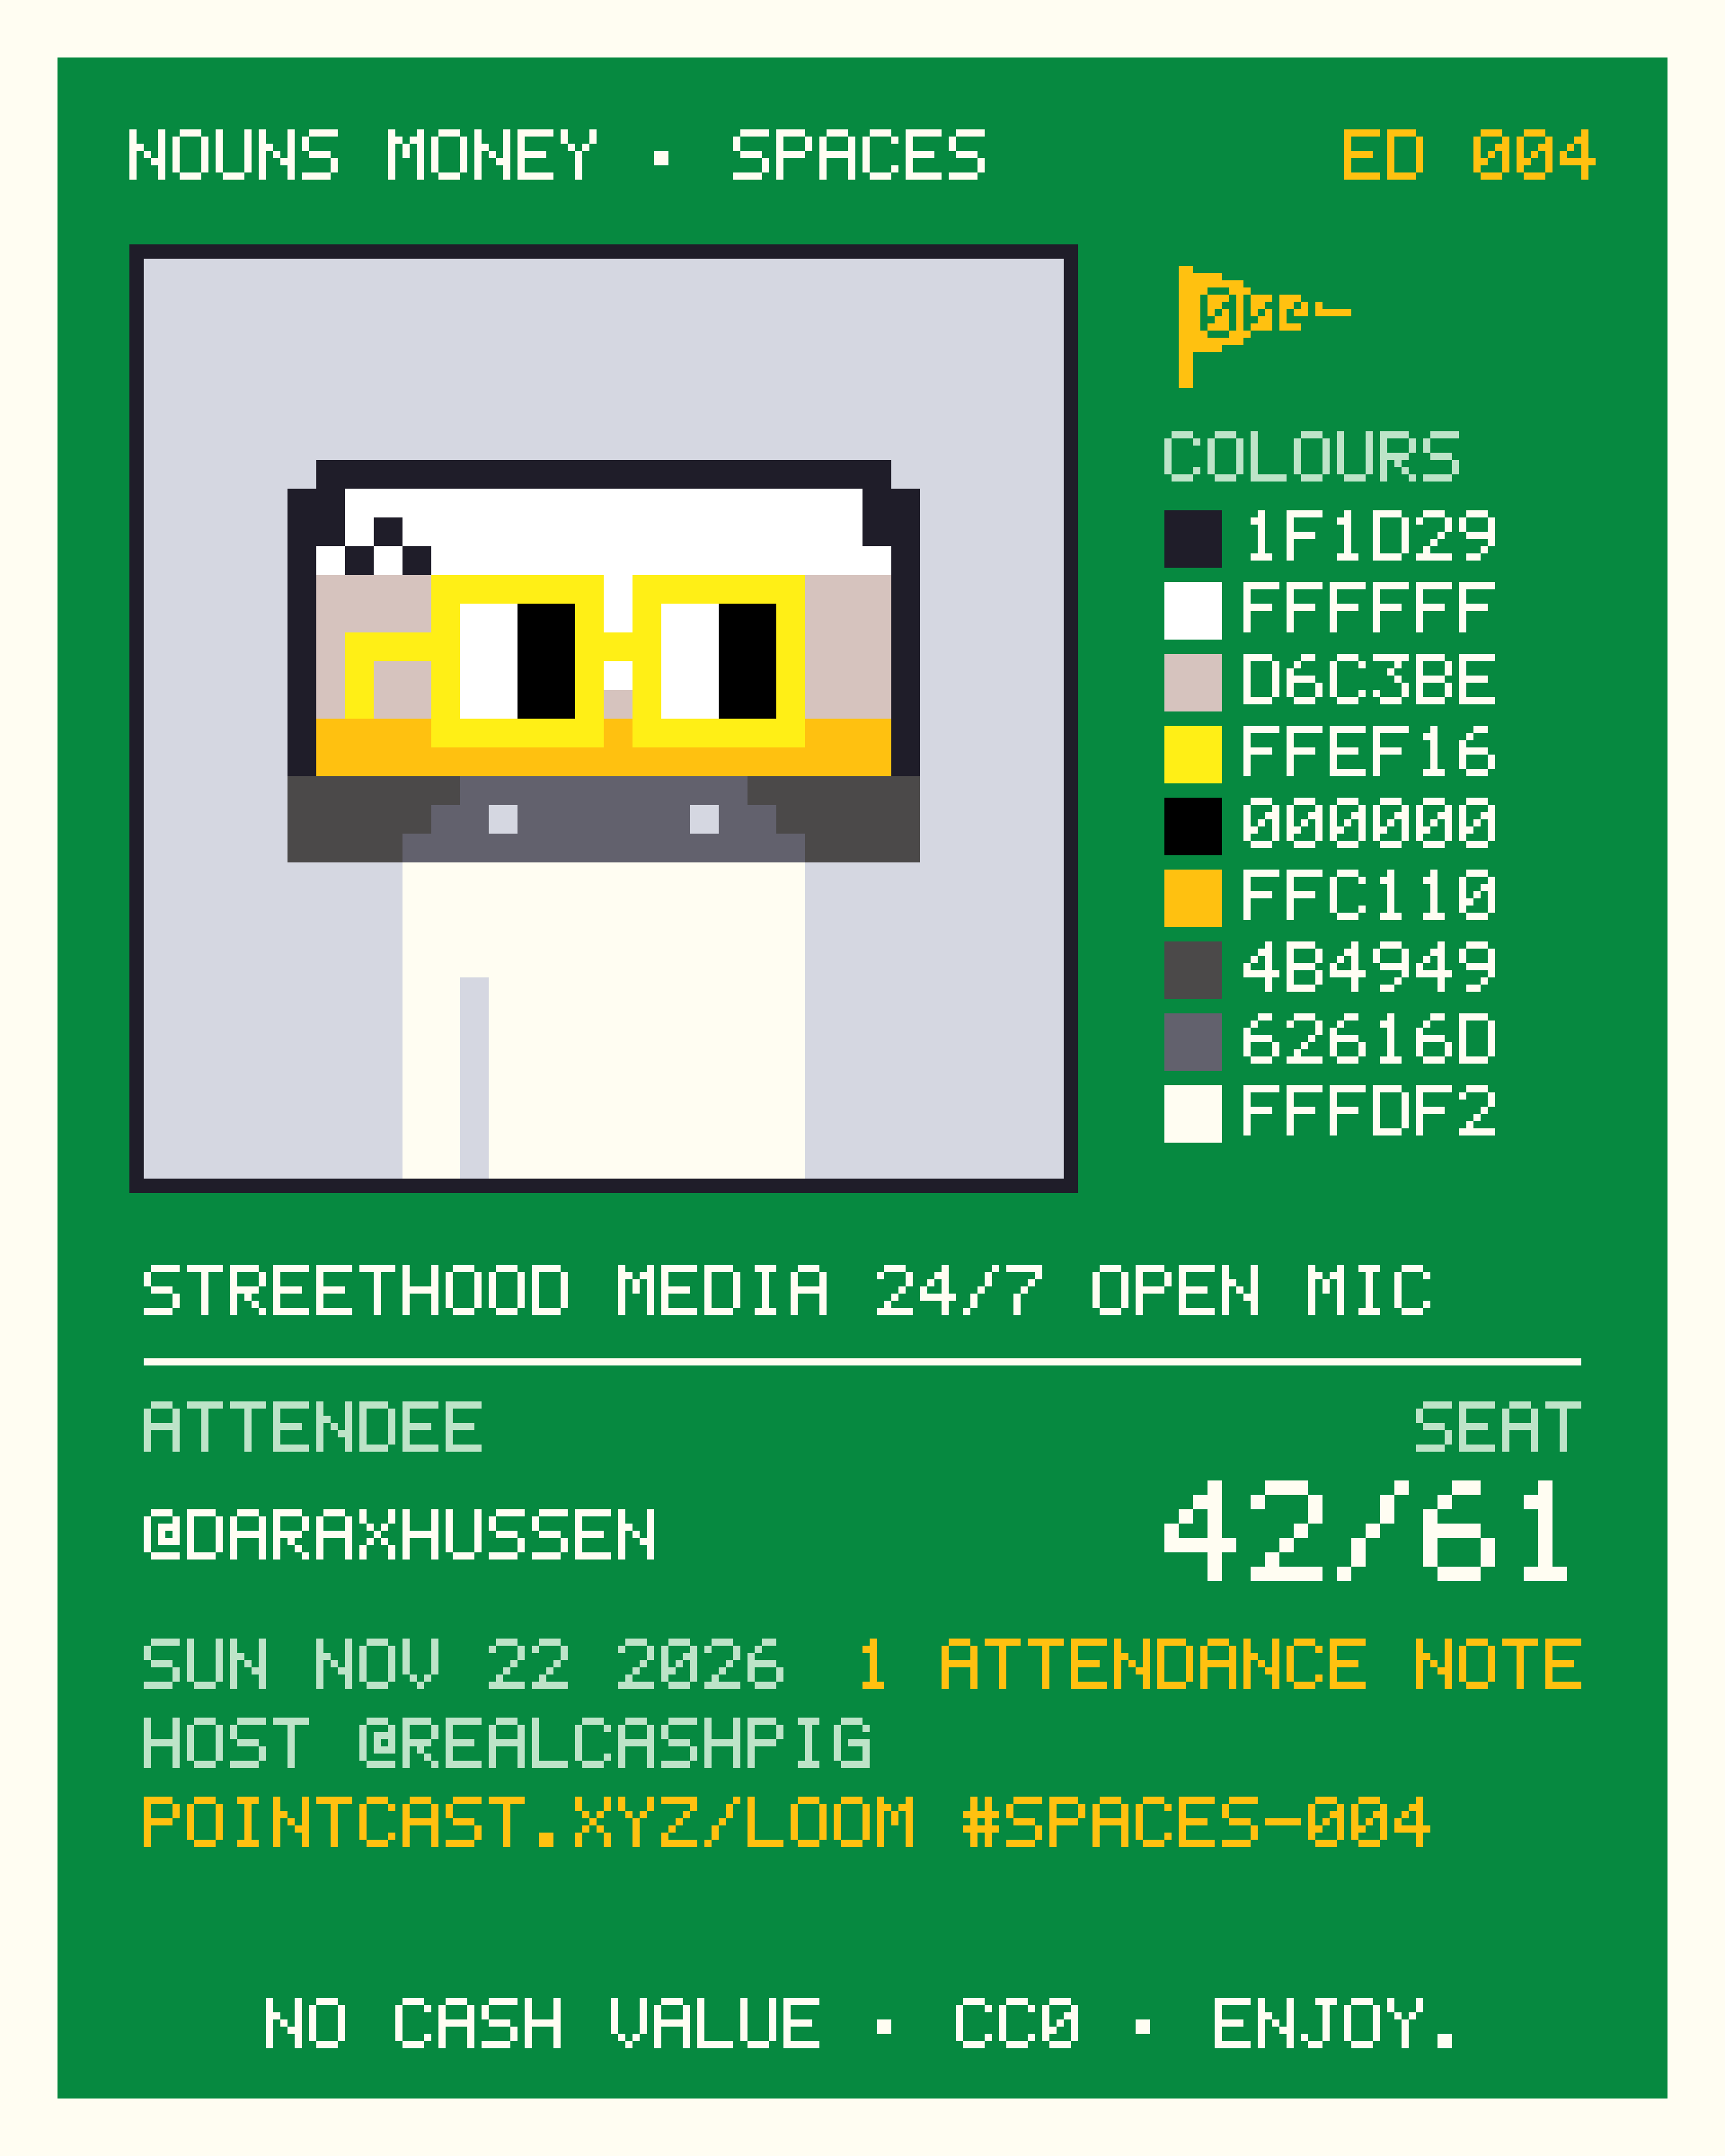 NOUNS MONEY · SPACES
ED 004
COLOURS
1F1D29
FFFFFF
D6C3BE
FFEF16
000000
FFC110
4B4949
62616D
FFFDF2
STREETHOOD MEDIA 24/7 OPEN MIC
ATTENDEE
SEAT
@DARAXHUSSEN
42/61
SUN NOV 22 2026
1 ATTENDANCE NOTE
HOST @REALCASHPIG
POINTCAST.XYZ/LOOM #SPACES-004
NO CASH VALUE · CC0 · ENJOY.